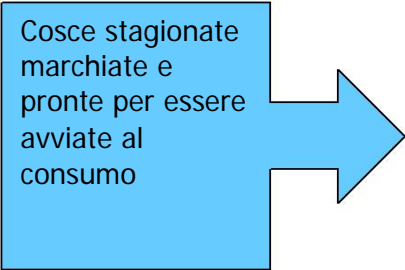 Cosce stagionate
marchiate e
pronte per essere
avviate al
consumo